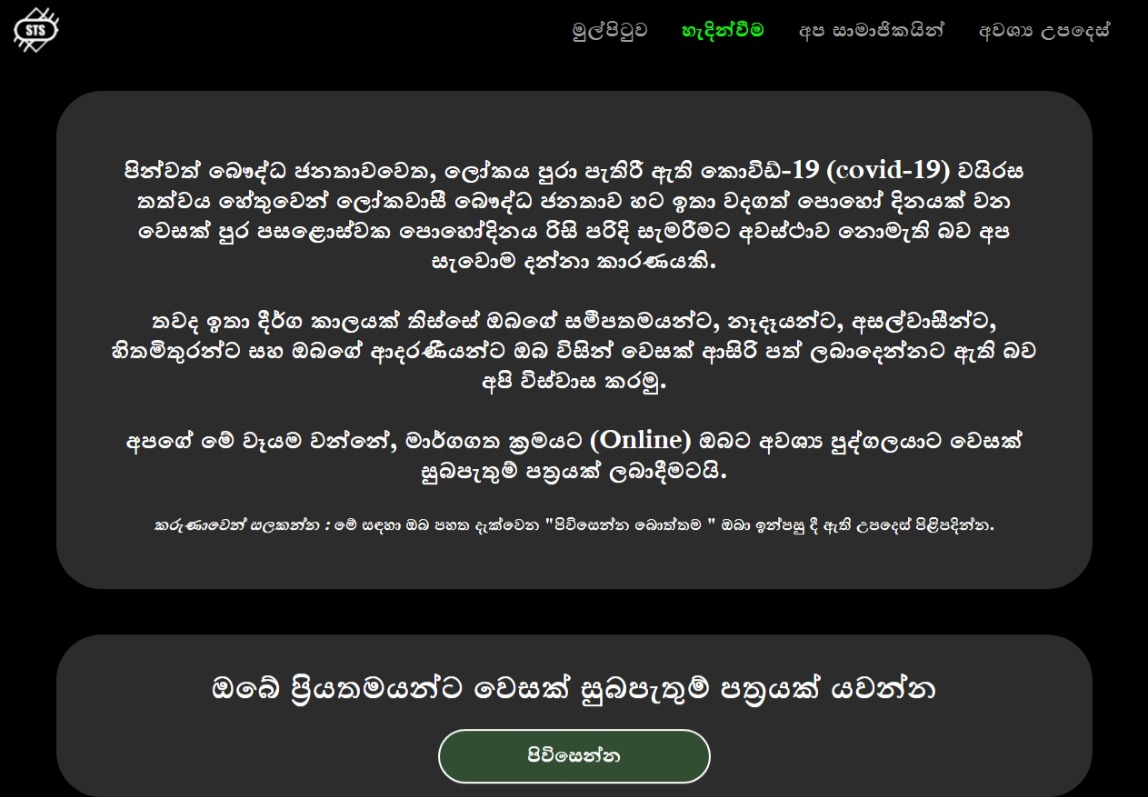 STS
මුල්පිටුව
හැඳින්වීම
අප සාමාජිකයින්
අවශ්‍ය උපදෙස්
පින්වත් බෞද්ධ ජනතාවවෙත, ලෝකය පුරා පැතිරී ඇති කොවිඩ්-19 (covid-19) වයිරස
තත්වය හේතුවෙන් ලෝකවාසී බෞද්ධ ජනතාව හට ඉතා වදගත් පොහෝ දිනයක් වන
වෙසක් පුර පසළොස්වක පොහෝදිනය රිසි පරිදි සැමරීමට අවස්ථාව නොමැති බව අප
සැවොම දන්නා කාරණයකි.
තවද ඉතා දීර්ග කාලයක් තිස්සේ ඔබගේ සමීපතමයන්ට, නෑදෑයන්ට, අසල්වාසීන්ට,
හිතමිතුරන්ට සහ ඔබගේ ආදරණීයන්ට ඔබ විසින් වෙසක් ආසිරි පත් ලබාදෙන්නට ඇති බව
අපි විස්වාස කරමු.
අපගේ මේ වෑයම වන්නේ, මාර්ගගත ක්‍රමයට (Online) ඔබට අවශ්‍ය පුද්ගලයාට වෙසක්
සුබපැතුම් පත්‍රයක් ලබාදීමටයි.
කරුණාවෙන් සලකන්න : මේ සඳහා ඔබ පහත දැක්වෙන "පිවිසෙන්න බොත්තම " ඔබා ඉන්පසු දී ඇති උපදෙස් පිළිපදින්න.
ඔබේ ප්‍රියතමයන්ට වෙසක් සුබපැතුම් පත්‍රයක් යවන්න
පිවිසෙන්න